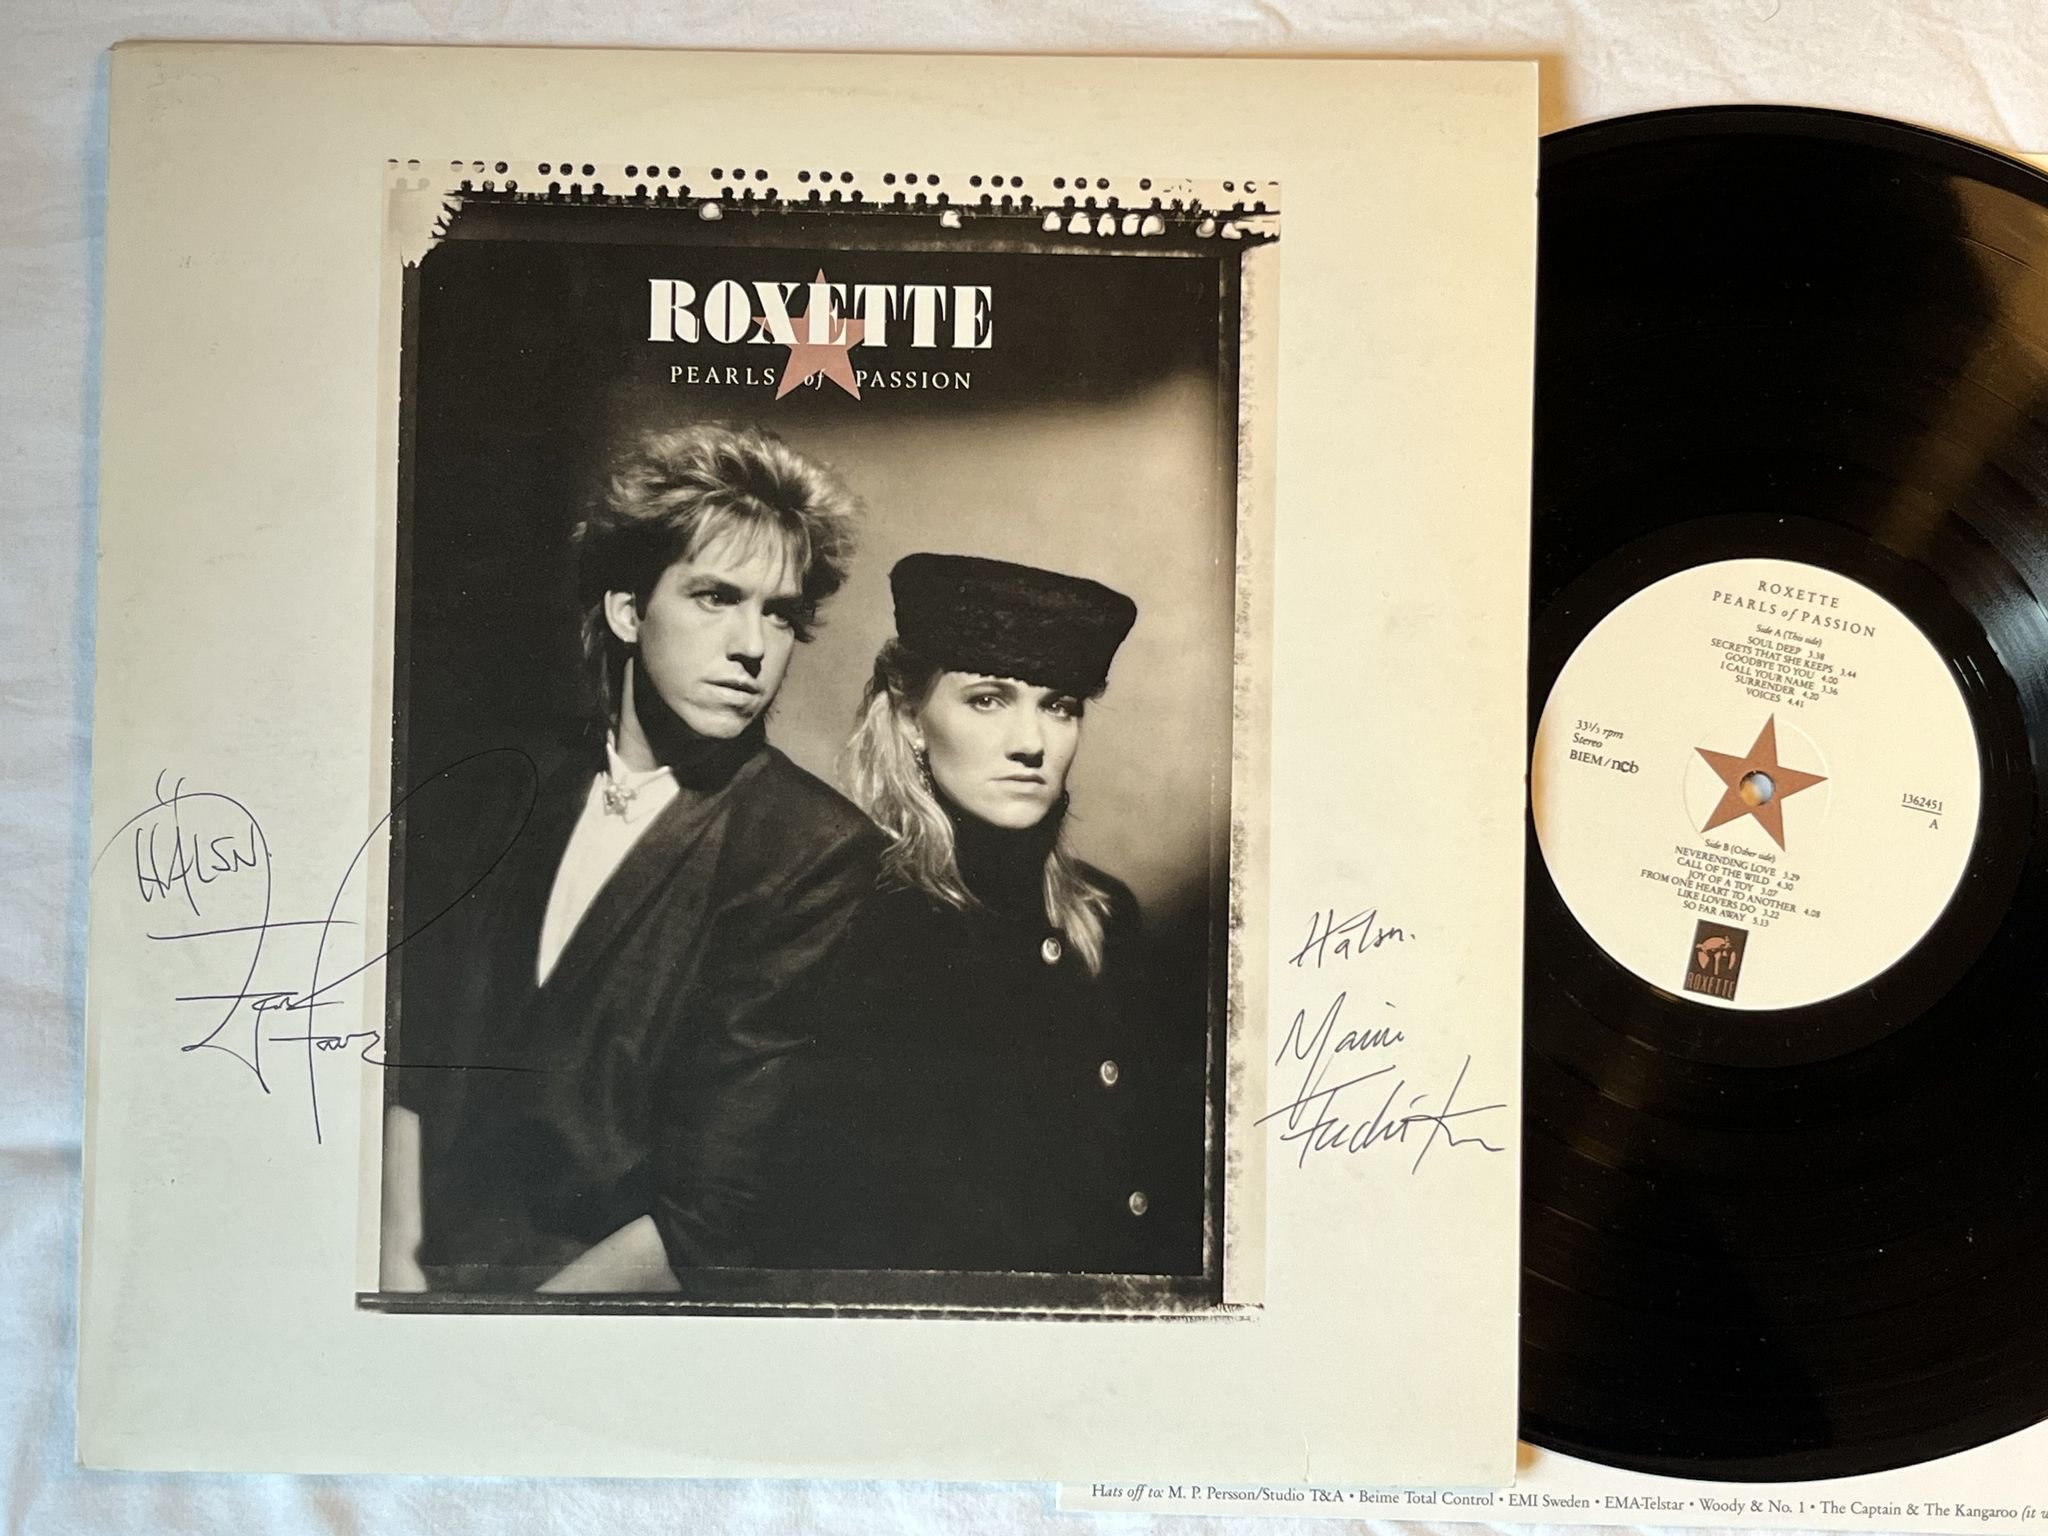 ROXETTE
PEARLS of PASSION
HÄLSN.
Hälsn.
Marie
Fredriksson
ROXETTE
PEARLS of PASSION
Side A (This side)
SOUL DEEP 3.38
SECRETS THAT SHE KEEPS 3.44
GOODBYE TO YOU 4.00
I CALL YOUR NAME 3.36
SURRENDER 4.20
VOICES 4.41
33 1/3 rpm
Stereo
BIEM/ncb
1362451
A
Side B (Other side)
NEVERENDING LOVE 3.29
CALL OF THE WILD 4.30
JOY OF A TOY 3.07
FROM ONE HEART TO ANOTHER 4.08
LIKE LOVERS DO 3.22
SO FAR AWAY 5.13
ROXETTE
Hats off to: M. P. Persson/Studio T&A • Beime Total Control • EMI Sweden • EMA-Telstar • Woody & No. 1 • The Captain & The Kangaroo (it